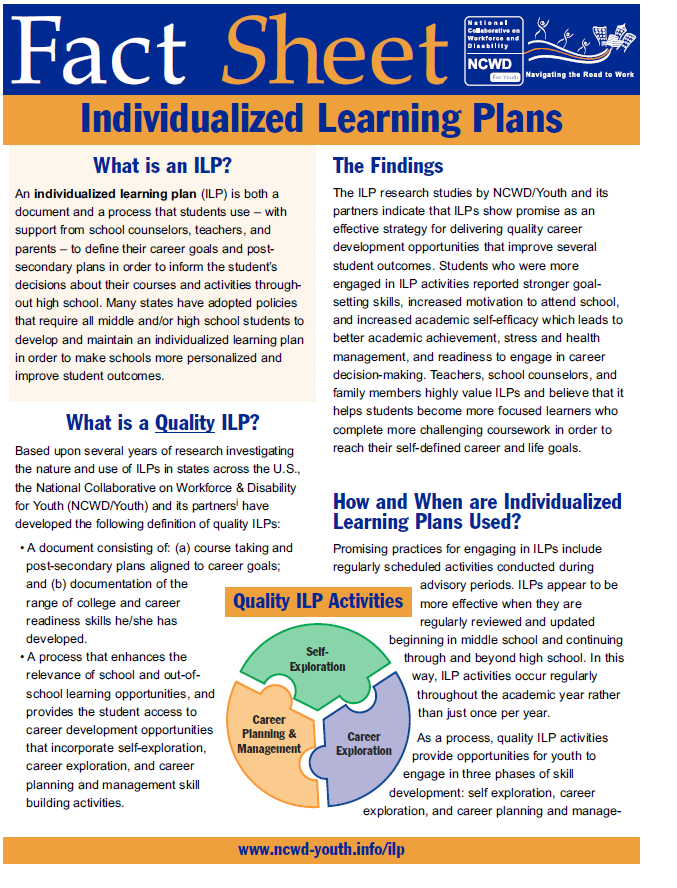 Fact Sheet
National
Collaborative on
Workforce and
Disability
NCWD
For Youth
Navigating the Road to Work
Individualized Learning Plans
What is an ILP?
An individualized learning plan (ILP) is both a
document and a process that students use – with
support from school counselors, teachers, and
parents – to define their career goals and post-
secondary plans in order to inform the student’s
decisions about their courses and activities through-
out high school. Many states have adopted policies
that require all middle and/or high school students to
develop and maintain an individualized learning plan
in order to make schools more personalized and
improve student outcomes.
What is a Quality ILP?
Based upon several years of research investigating
the nature and use of ILPs in states across the U.S.,
the National Collaborative on Workforce & Disability
for Youth (NCWD/Youth) and its partnersⁱ have
developed the following definition of quality ILPs:
• A document consisting of: (a) course taking and
post-secondary plans aligned to career goals;
and (b) documentation of the
range of college and career
readiness skills he/she has
developed.
• A process that enhances the
relevance of school and out-of-
school learning opportunities, and
provides the student access to
career development opportunities
that incorporate self-exploration,
career exploration, and career
planning and management skill
building activities.
The Findings
The ILP research studies by NCWD/Youth and its
partners indicate that ILPs show promise as an
effective strategy for delivering quality career
development opportunities that improve several
student outcomes. Students who were more
engaged in ILP activities reported stronger goal-
setting skills, increased motivation to attend school,
and increased academic self-efficacy which leads to
better academic achievement, stress and health
management, and readiness to engage in career
decision-making. Teachers, school counselors, and
family members highly value ILPs and believe that it
helps students become more focused learners who
complete more challenging coursework in order to
reach their self-defined career and life goals.
How and When are Individualized
Learning Plans Used?
Promising practices for engaging in ILPs include
regularly scheduled activities conducted during
advisory periods. ILPs appear to be
more effective when they are
regularly reviewed and updated
beginning in middle school and continuing
through and beyond high school. In this
way, ILP activities occur regularly
throughout the academic year rather
than just once per year.
As a process, quality ILP activities
provide opportunities for youth to
engage in three phases of skill
development: self exploration, career
exploration, and career planning and manage-
Quality ILP Activities
Self-
Exploration
Career
Planning &
Management
Career
Exploration
www.ncwd-youth.info/ilp